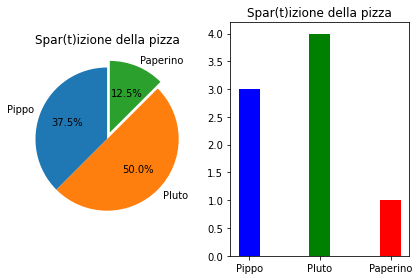 Spar(t)izione della pizza
Paperino
12.5%
Pippo
37.5%
50.0%
Pluto
Spar(t)izione della pizza
4.0
3.5
3.0
2.5
2.0
1.5
1.0
0.5
0.0
Pippo Pluto Paperino